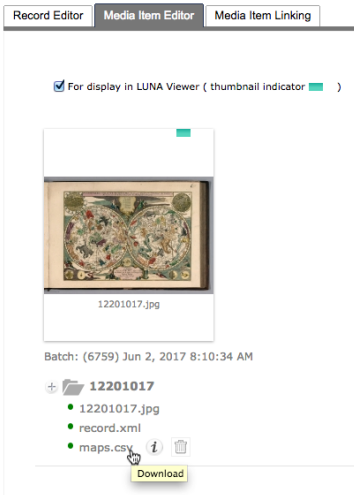 Record Editor Media Item Editor Media Item Linking
For display in LUNA Viewer ( thumbnail indicator )
12201017.jpg
Batch: (6759) Jun 2, 2017 8:10:34 AM
12201017
12201017.jpg
record.xml
maps.csv
Download